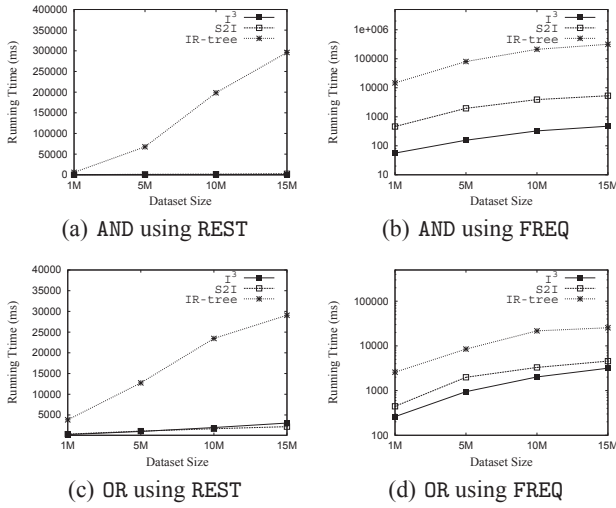 400000
350000
300000
250000
200000
150000
100000
50000
0
Running Ttime (ms)
I³
S2I
IR-tree
1M 5M 10M 15M
Dataset Size
(a) AND using REST
1e+006
100000
10000
1000
100
10
Running Ttime (ms)
I³
S2I
IR-tree
1M 5M 10M 15M
Dataset Size
(b) AND using FREQ
40000
35000
30000
25000
20000
15000
10000
5000
Running Ttime (ms)
I³
S2I
IR-tree
1M 5M 10M 15M
Dataset Size
(c) OR using REST
100000
10000
1000
100
Running Ttime (ms)
I³
S2I
IR-tree
1M 5M 10M 15M
Dataset Size
(d) OR using FREQ